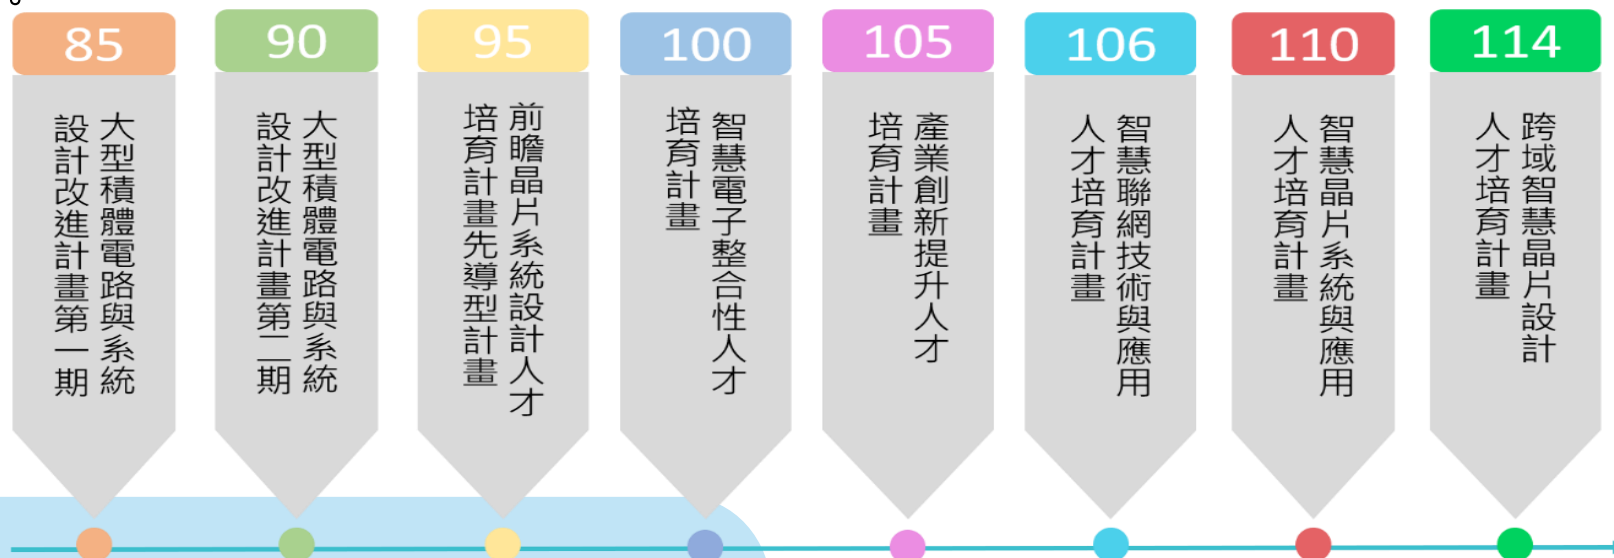 85
大型積體電路與系統
設計改進計畫第一期
90
大型積體電路與系統
設計改進計畫第二期
95
前瞻晶片系統設計人才
培育計畫先導型計畫
100
智慧電子整合性人才
培育計畫
105
產業創新提升人才
培育計畫
106
智慧聯網技術與應用
人才培育計畫
110
智慧晶片系統與應用
人才培育計畫
114
跨域智慧晶片設計
人才培育計畫